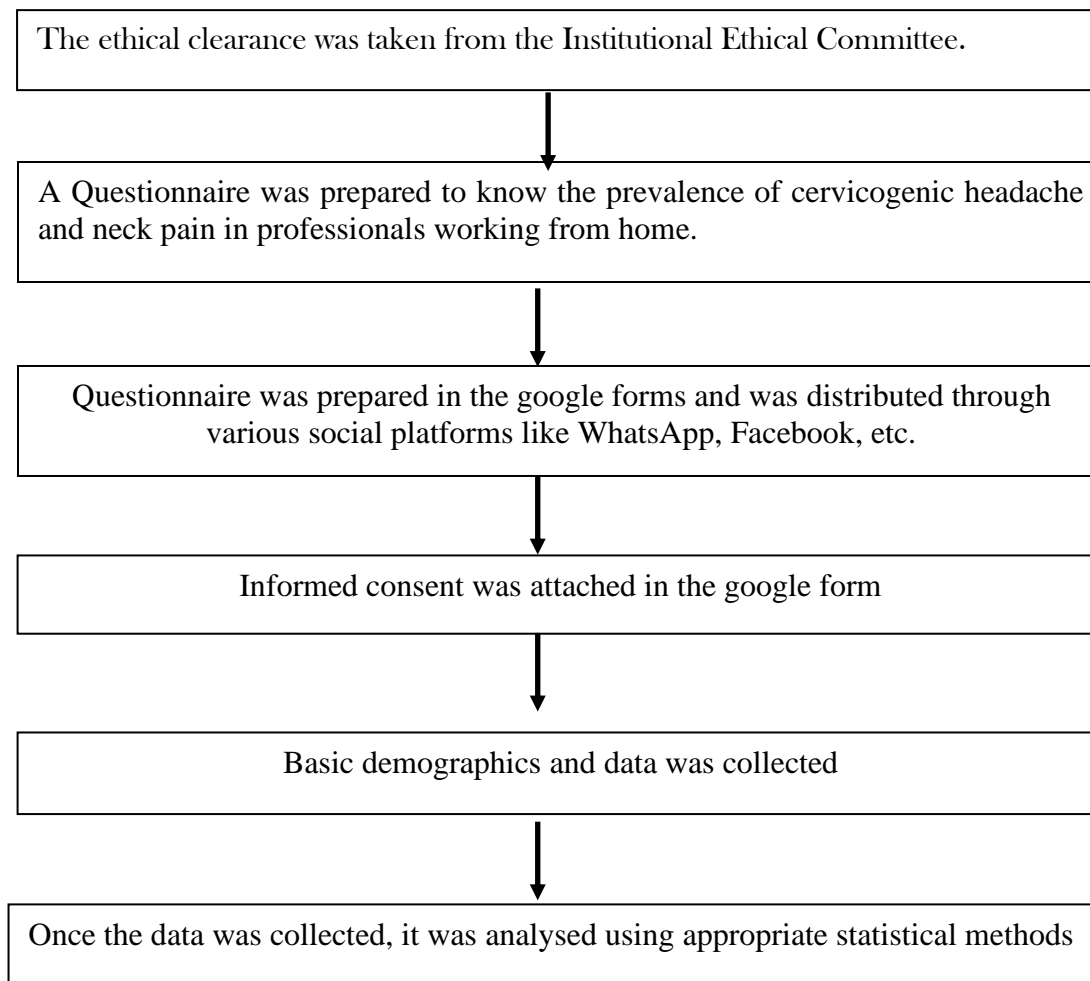 The ethical clearance was taken from the Institutional Ethical Committee.
A Questionnaire was prepared to know the prevalence of cervicogenic headache
and neck pain in professionals working from home.
Questionnaire was prepared in the google forms and was distributed through
various social platforms like WhatsApp, Facebook, etc.
Informed consent was attached in the google form
Basic demographics and data was collected
Once the data was collected, it was analysed using appropriate statistical methods